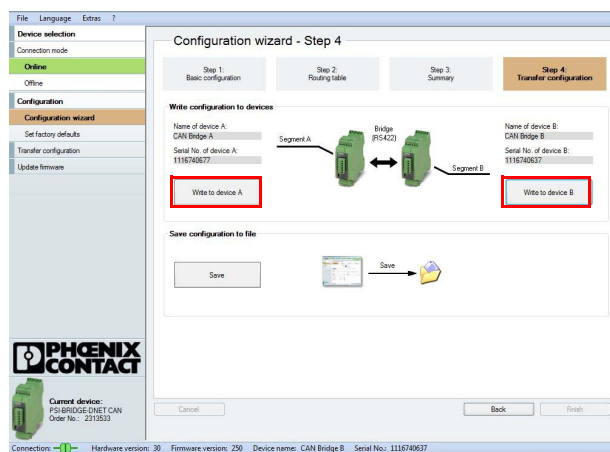 File Language Extras ?
Device selection
Connection mode
Online
Offline
Configuration
Configuration wizard
Set factory defaults
Transfer configuration
Update firmware
Configuration wizard - Step 4
Step 1:
Basic configuration
Step 2:
Routing table
Step 3:
Summary
Step 4:
Transfer configuration
Write configuration to devices
Name of device A:
CAN Bridge A
Serial No. of device A:
1116740677
Write to device A
Segment A
Bridge
(RS422)
Segment B
Name of device B:
CAN Bridge B
Serial No. of device B:
1116740637
Write to device B
Save configuration to file
Save
Save
PHŒNIX
CONTACT
Current device:
PSI-BRIDGE-DNET CAN
Order No.: 2313533
Cancel
Back
Finish
Connection: Hardware version: 30 Firmware version: 250 Device name: CAN Bridge B Serial No.: 1116740637